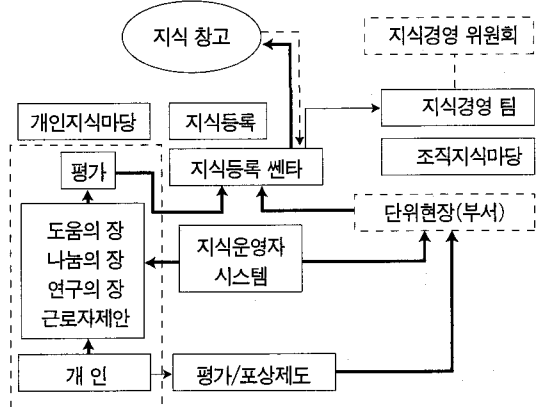 지식 창고
지식경영 위원회
개인지식마당
지식등록
지식경영 팀
평가
지식등록 쎈타
조직지식마당
단위현장(부서)
도움의 장
나눔의 장
연구의 장
근로자제안
지식운영자
시스템
개 인
평가/포상제도